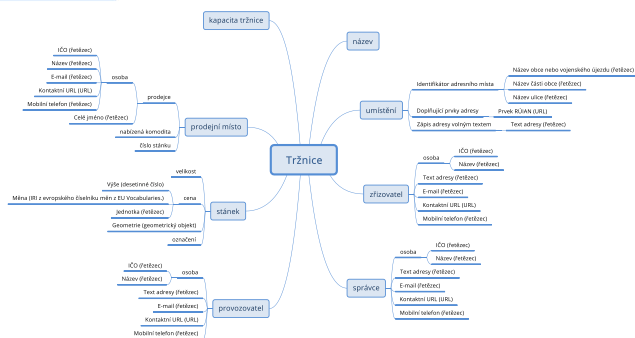 Tržnice
kapacita tržnice
prodejní místo
prodejce
osoba
IČO (řetězec)
Název (řetězec)
E-mail (řetězec)
Kontaktní URL (URL)
Mobilní telefon (řetězec)
Celé jméno (řetězec)
nabízená komodita
číslo stánku
stánek
velikost
cena
Výše (desetinné číslo)
Měna (IRI z evropského číselníku měn z EU Vocabularies.)
Jednotka (řetězec)
Geometrie (geometrický objekt)
označení
provozovatel
osoba
IČO (řetězec)
Název (řetězec)
Text adresy (řetězec)
E-mail (řetězec)
Kontaktní URL (URL)
Mobilní telefon (řetězec)
název
umístění
Identifikátor adresního místa
Název obce nebo vojenského újezdu (řetězec)
Název části obce (řetězec)
Název ulice (řetězec)
Doplňující prvky adresy
Prvek RÚIAN (URL)
Zápis adresy volným textem
Text adresy (řetězec)
zřizovatel
osoba
IČO (řetězec)
Název (řetězec)
Text adresy (řetězec)
E-mail (řetězec)
Kontaktní URL (URL)
Mobilní telefon (řetězec)
správce
osoba
IČO (řetězec)
Název (řetězec)
Text adresy (řetězec)
E-mail (řetězec)
Kontaktní URL (URL)
Mobilní telefon (řetězec)